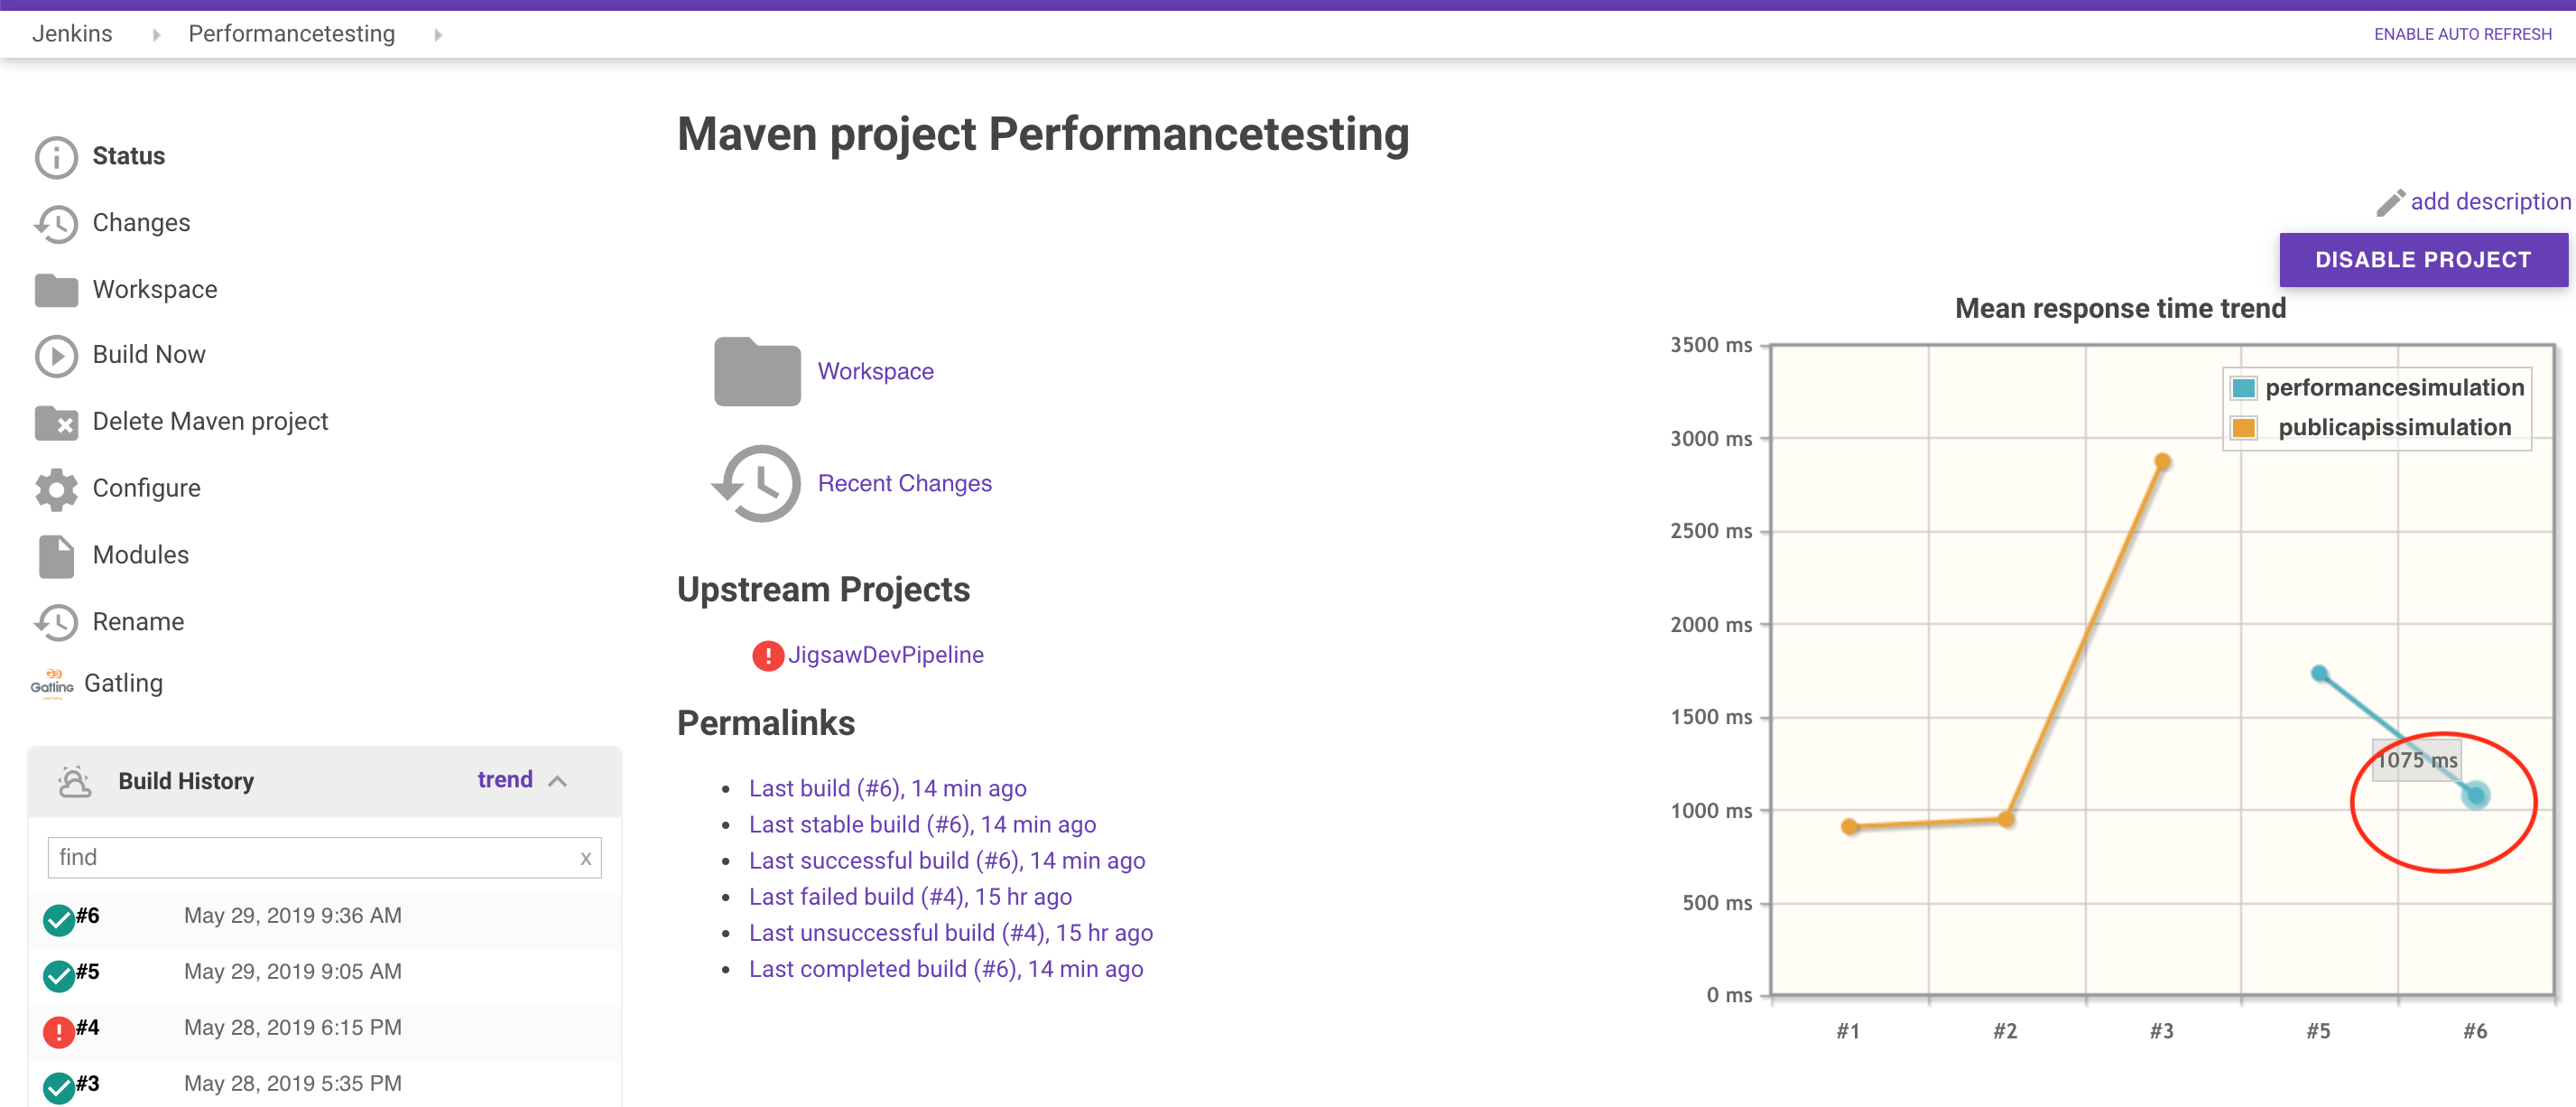 Jenkins
Performancetesting
ENABLE AUTO REFRESH
Status
Changes
Workspace
Build Now
Delete Maven project
Configure
Modules
Rename
Gatling Gatling
Build History
trend
find x
#6 May 29, 2019 9:36 AM
#5 May 29, 2019 9:05 AM
#4 May 28, 2019 6:15 PM
#3 May 28, 2019 5:35 PM
Maven project Performancetesting
add description
DISABLE PROJECT
Workspace
Recent Changes
Upstream Projects
JigsawDevPipeline
Permalinks
Last build (#6), 14 min ago
Last stable build (#6), 14 min ago
Last successful build (#6), 14 min ago
Last failed build (#4), 15 hr ago
Last unsuccessful build (#4), 15 hr ago
Last completed build (#6), 14 min ago
Mean response time trend
3500 ms
3000 ms
2500 ms
2000 ms
1500 ms
1000 ms
500 ms
0 ms
performancesimulation
publicapissimulation
1075 ms
#1 #2 #3 #5 #6